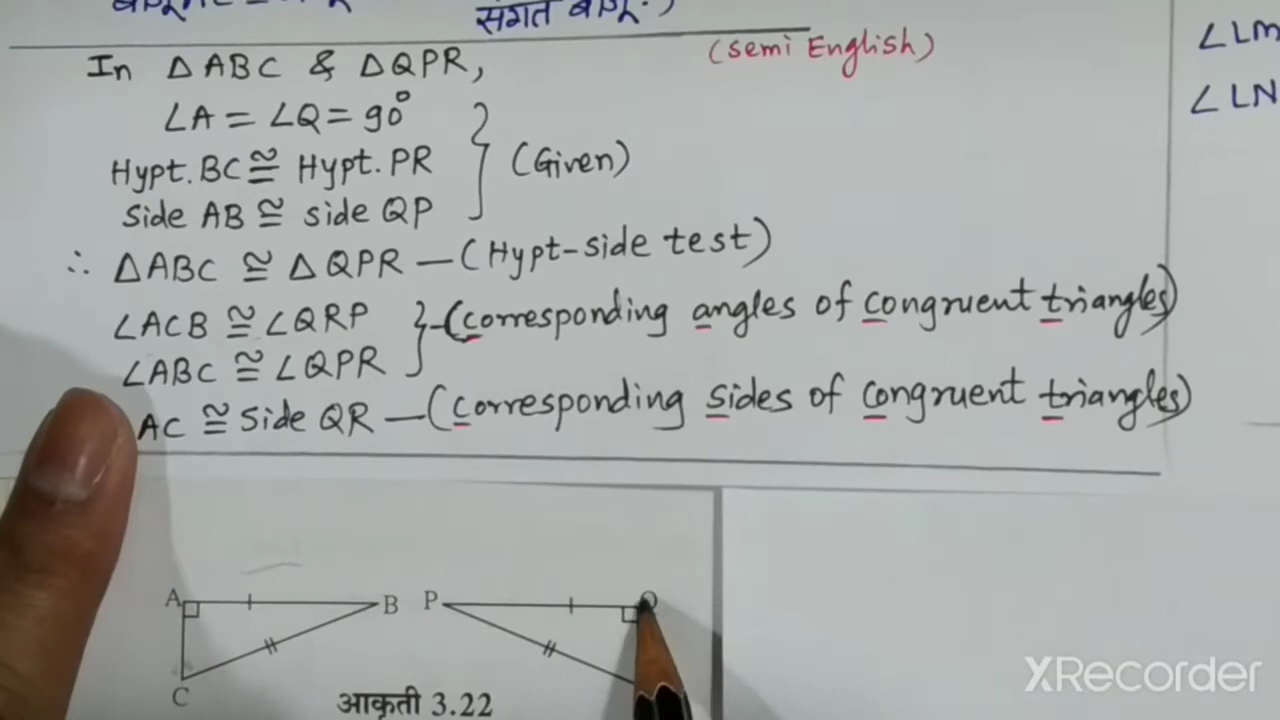 संगत बाजू.)
(semi English)
In △ABC & △QPR,
∠A = ∠Q = 90°
Hypt. BC ≅ Hypt. PR
Side AB ≅ side QP
} (Given)
∴ △ABC ≅ △QPR — (Hypt-side test)
∠ACB ≅ ∠QRP
∠ABC ≅ ∠QPR
} - (corresponding angles of congruent triangles)
AC ≅ Side QR — (corresponding sides of congruent triangles)
∠LM
∠LN
A B P Q
C
आकृती 3.22
XRecorder